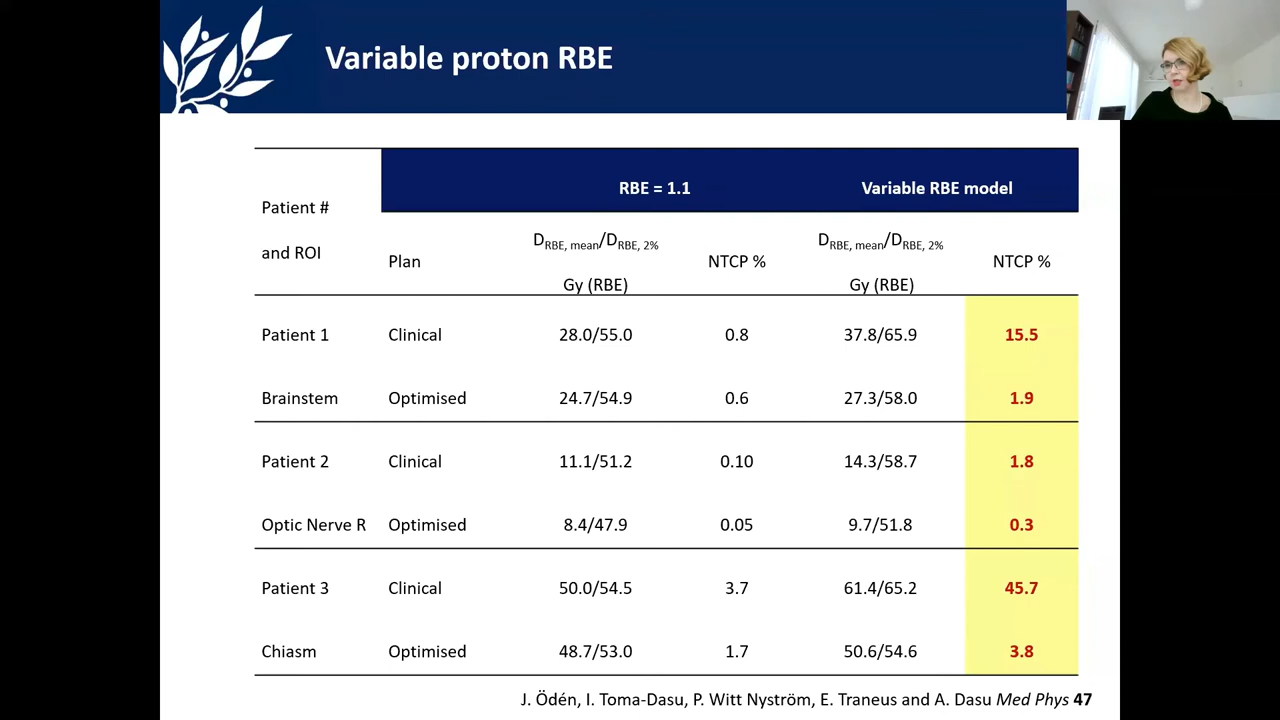 Variable proton RBE
RBE = 1.1 Variable RBE model
Patient #
and ROI
Plan
DRBE, mean/DRBE, 2%
Gy (RBE)
NTCP %
DRBE, mean/DRBE, 2%
Gy (RBE)
NTCP %
Patient 1 Clinical 28.0/55.0 0.8 37.8/65.9 15.5
Brainstem Optimised 24.7/54.9 0.6 27.3/58.0 1.9
Patient 2 Clinical 11.1/51.2 0.10 14.3/58.7 1.8
Optic Nerve R Optimised 8.4/47.9 0.05 9.7/51.8 0.3
Patient 3 Clinical 50.0/54.5 3.7 61.4/65.2 45.7
Chiasm Optimised 48.7/53.0 1.7 50.6/54.6 3.8
J. Ödén, I. Toma-Dasu, P. Witt Nyström, E. Traneus and A. Dasu Med Phys 47